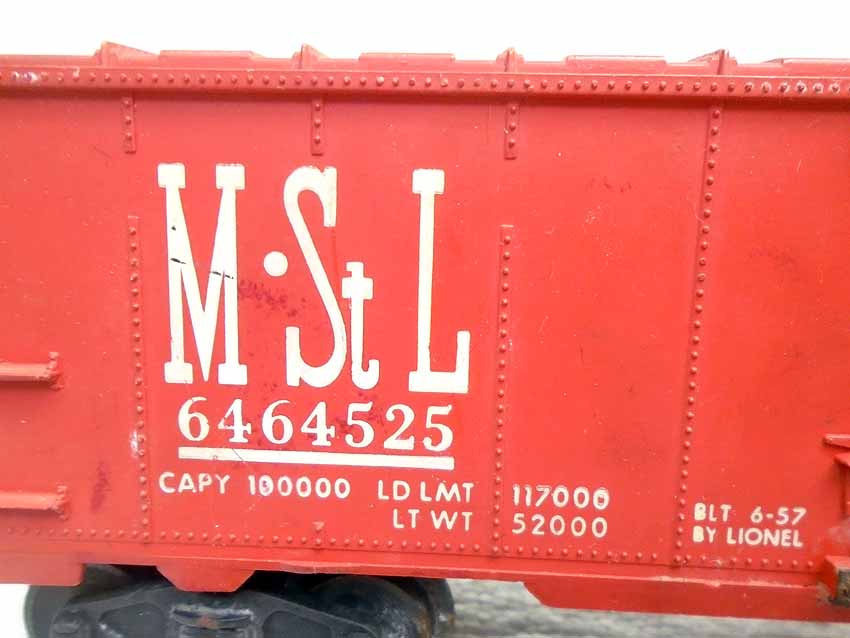 M·StL
6464525
CAPY 100000 LD LMT 117000
LT WT 52000
BLT 6-57
BY LIONEL